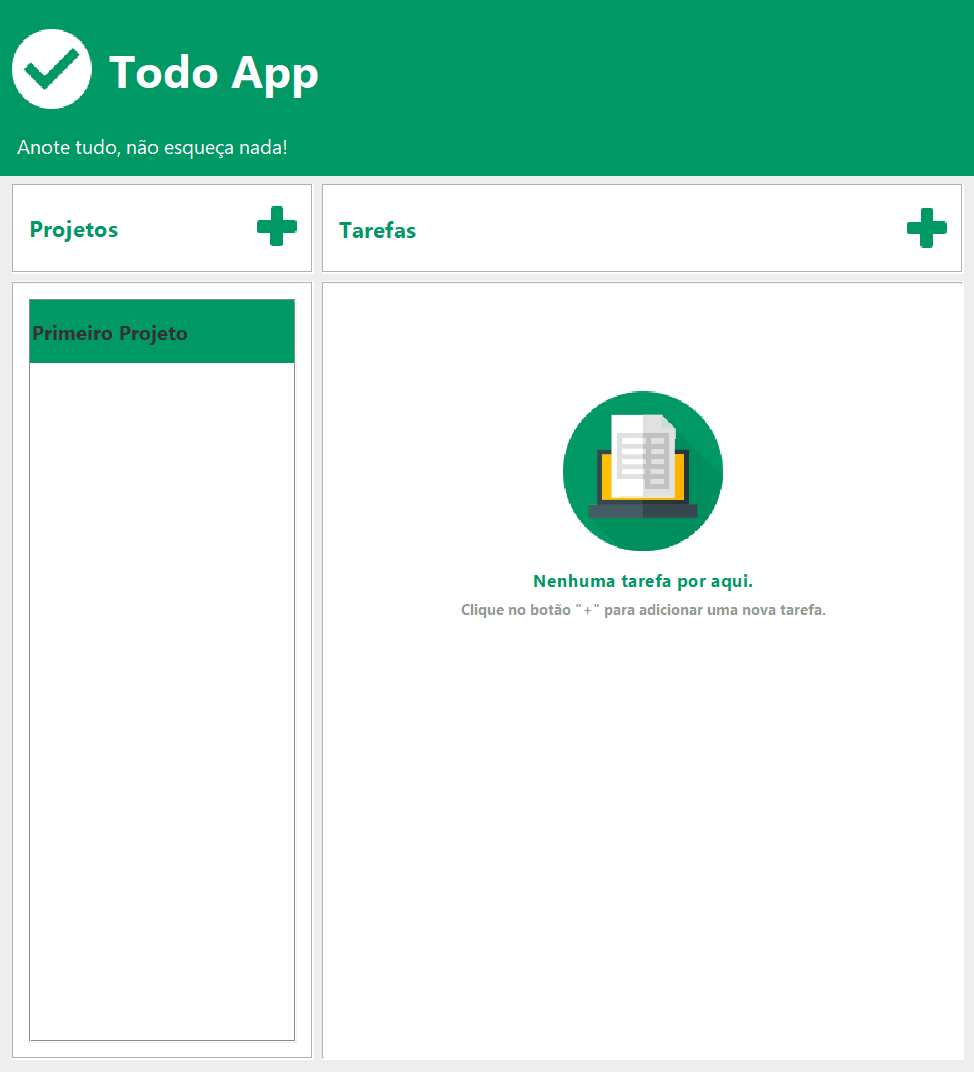 Todo App
Anote tudo, não esqueça nada!
Projetos
Tarefas
Primeiro Projeto
Nenhuma tarefa por aqui.
Clique no botão "+" para adicionar uma nova tarefa.